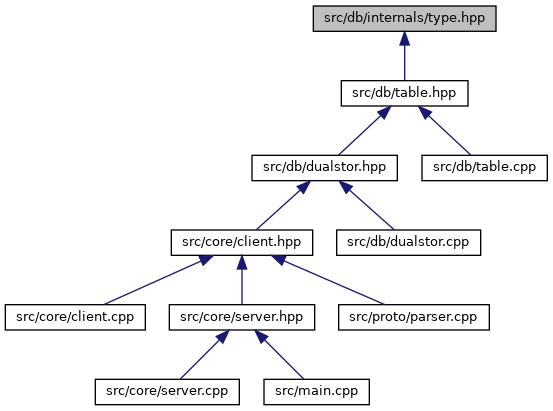 src/db/internals/type.hpp
src/db/table.hpp
src/db/dualstor.hpp
src/db/table.cpp
src/core/client.hpp
src/db/dualstor.cpp
src/core/client.cpp
src/core/server.hpp
src/proto/parser.cpp
src/core/server.cpp
src/main.cpp